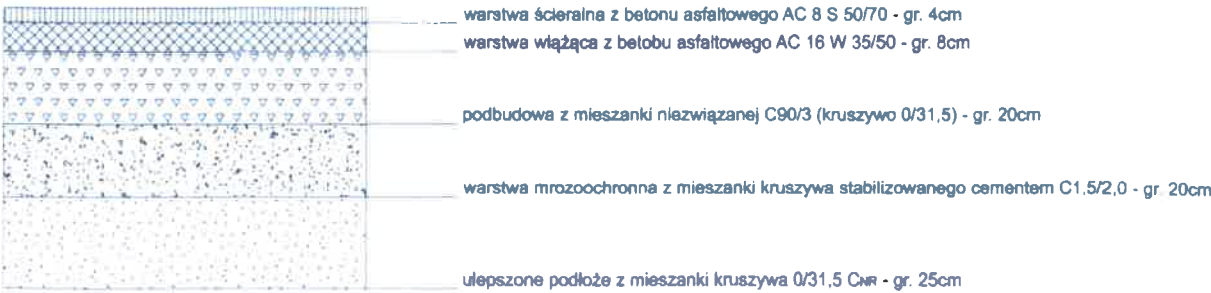 warstwa ścieralna z betonu asfaltowego AC 8 S 50/70 - gr. 4cm
warstwa wiążąca z betobu asfaltowego AC 16 W 35/50 - gr. 8cm
podbudowa z mieszanki niezwiązanej C90/3 (kruszywo 0/31,5) - gr. 20cm
warstwa mrozoochronna z mieszanki kruszywa stabilizowanego cementem C1,5/2,0 - gr. 20cm
ulepszone podłoże z mieszanki kruszywa 0/31,5 CNR - gr. 25cm